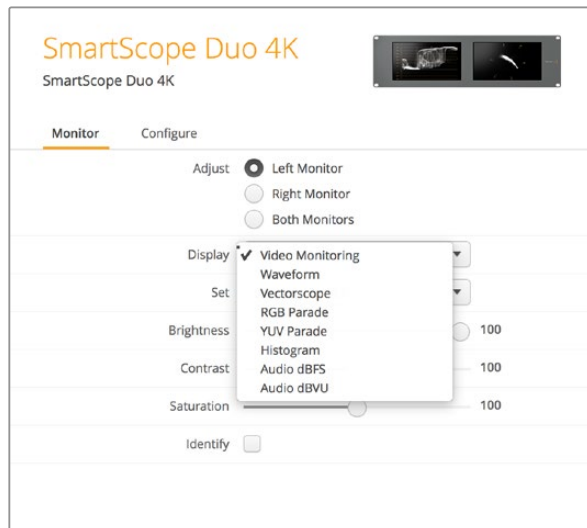 SmartScope Duo 4K
SmartScope Duo 4K
Monitor Configure
Adjust Left Monitor
Right Monitor
Both Monitors
Display Video Monitoring
Waveform
Set Vectorscope
RGB Parade
Brightness YUV Parade 100
Histogram
Contrast Audio dBFS 100
Audio dBVU
Saturation 100
Identify